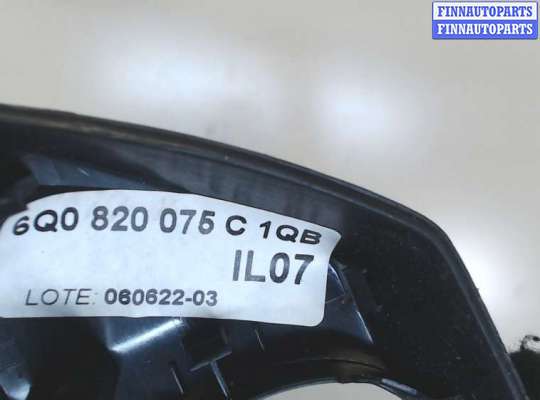 FINNAUTOPARTS
FINNAUTOPARTS
6Q0 820 075 C 1QB
IL07
LOTE: 060622-03